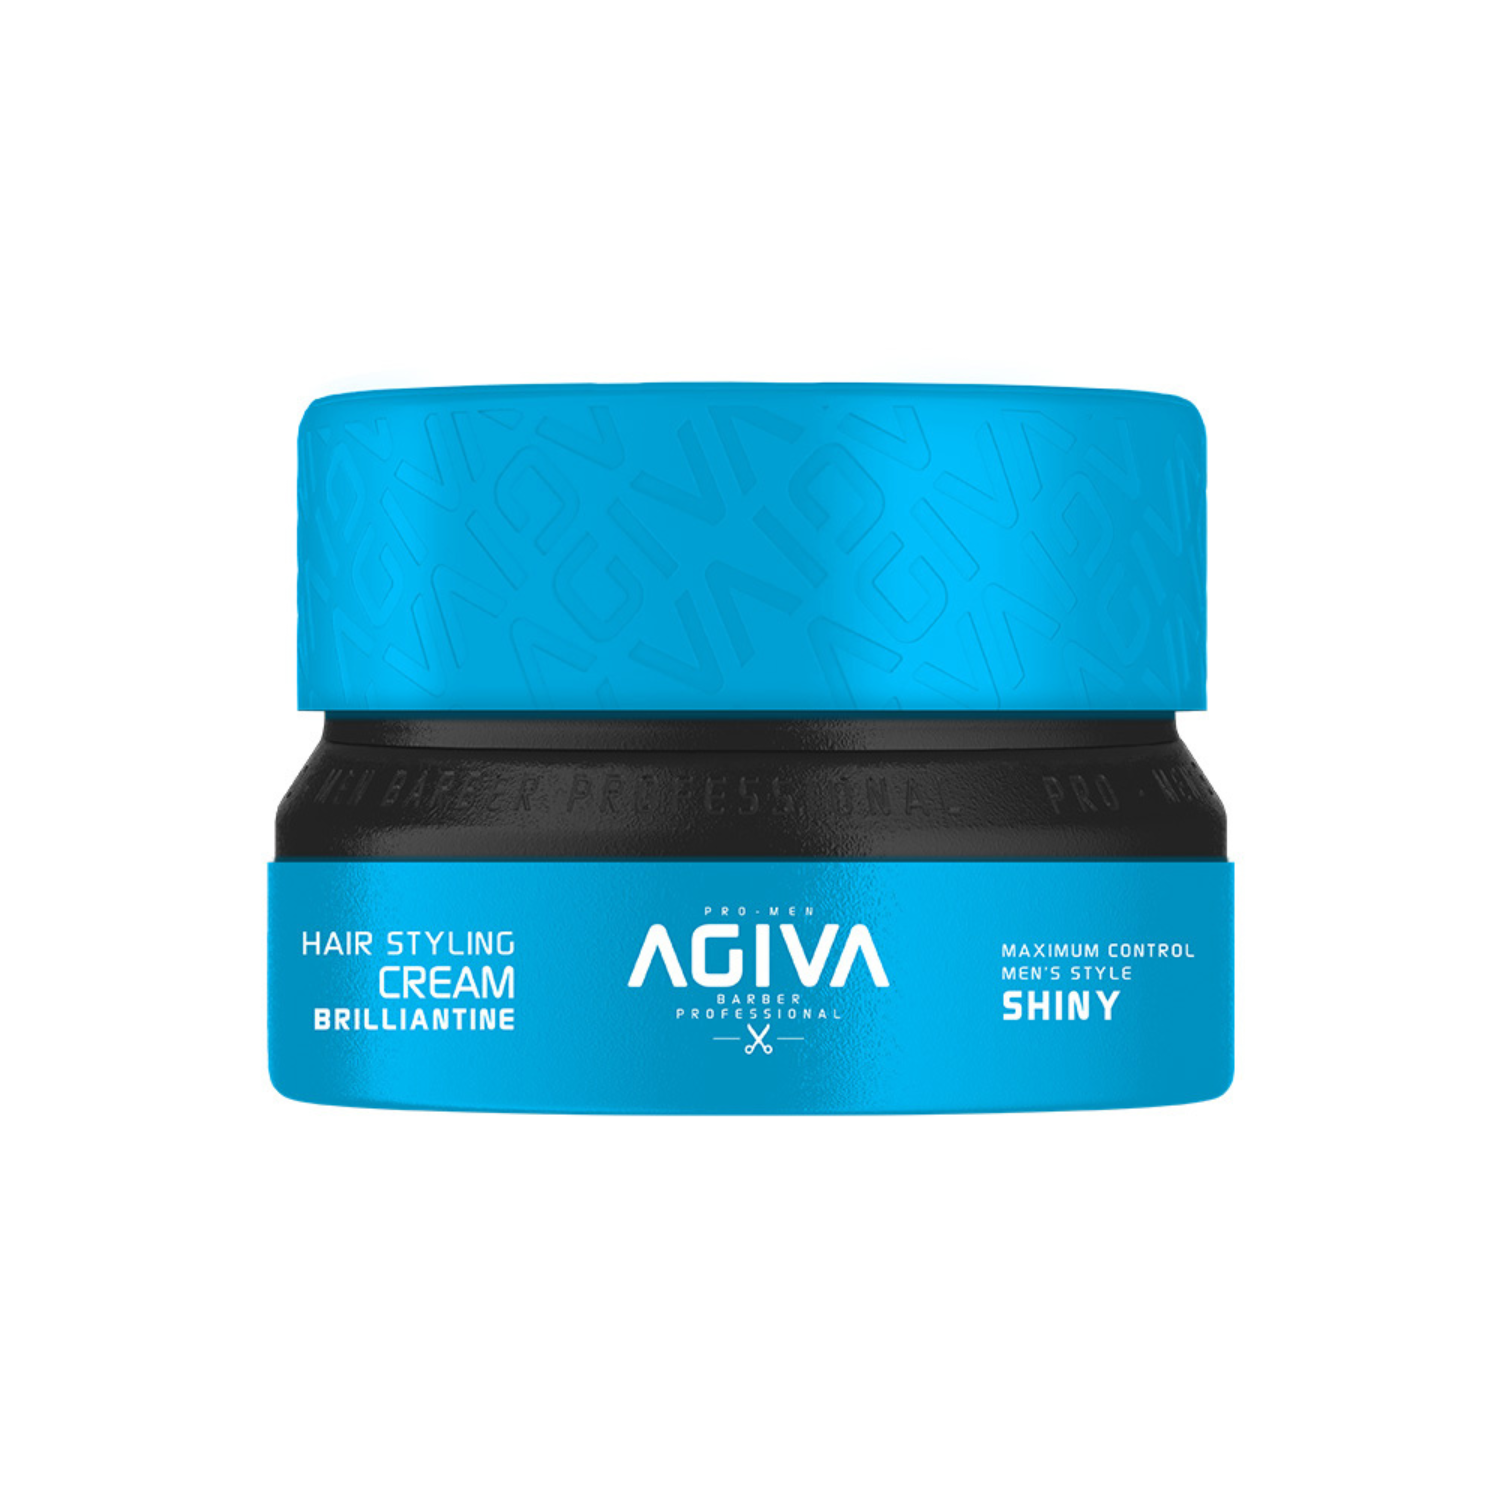 MEN BARBER PROFESSIONAL PRO - MEN
HAIR STYLING
CREAM
BRILLIANTINE
PRO-MEN
AGIVA
BARBER
PROFESSIONAL
MAXIMUM CONTROL
MEN'S STYLE
SHINY